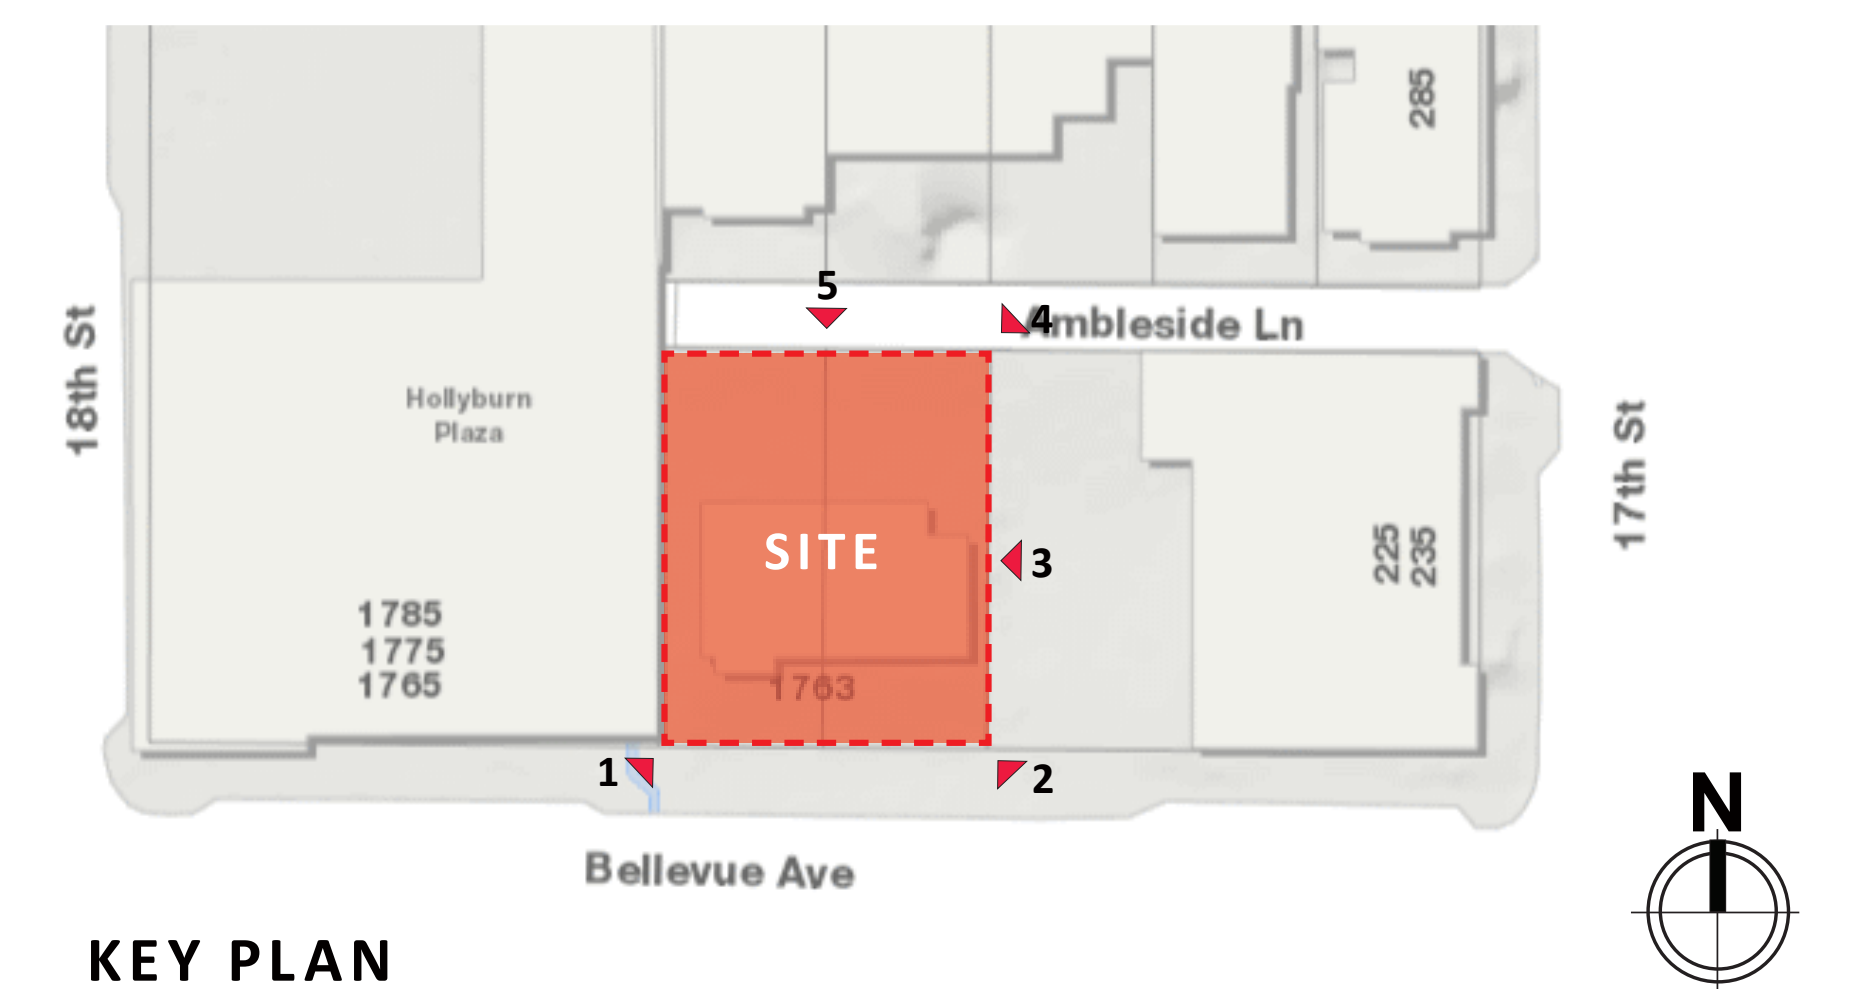 285
5
4
Ambleside Ln
18th St
Hollyburn
Plaza
17th St
SITE
3
225
235
1785
1775
1765
1763
1
2
N
Bellevue Ave
KEY PLAN